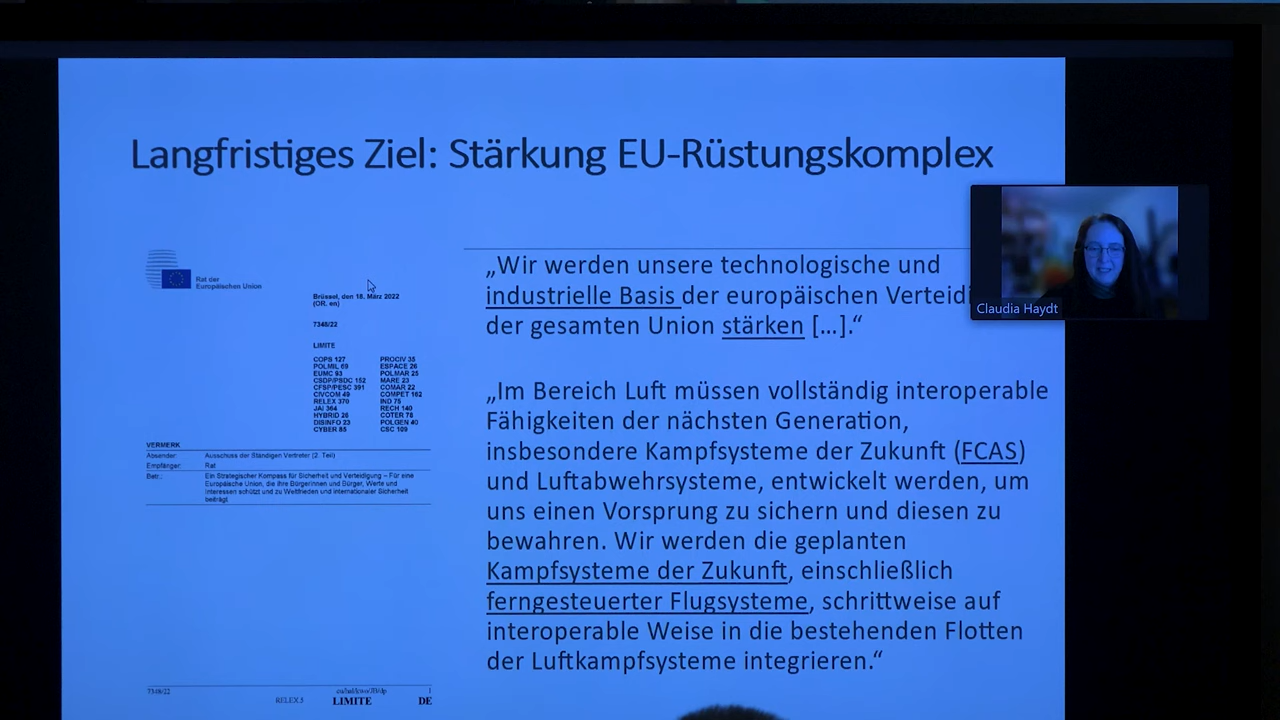 Langfristiges Ziel: Stärkung EU-Rüstungskomplex
Rat der
Europäischen Union
Brüssel, den 18. März 2022
(OR. en)
7348/22
LIMITE
COPS 127
POLMIL 69
EUMC 93
CSDP/PSDC 152
CFSP/PESC 391
CIVCOM 49
RELEX 370
JAI 364
HYBRID 26
DISINFO 23
CYBER 85
PROCIV 35
ESPACE 26
POLMAR 25
MARE 23
COMAR 22
COMPET 162
IND 75
RECH 140
COTER 78
POLGEN 40
CSC 109
VERMERK
Absender: Ausschuss der Ständigen Vertreter (2. Teil)
Empfänger: Rat
Betr.: Ein Strategischer Kompass für Sicherheit und Verteidigung – Für eine
Europäische Union, die ihre Bürgerinnen und Bürger, Werte und
Interessen schützt und zu Weltfrieden und internationaler Sicherheit
beiträgt
7348/22
1
RELEX 5
LIMITE
DE
„Wir werden unsere technologische und
industrielle Basis der europäischen
der gesamten Union stärken […].“
„Im Bereich Luft müssen vollständig interoperable
Fähigkeiten der nächsten Generation,
insbesondere Kampfsysteme der Zukunft (FCAS)
und Luftabwehrsysteme, entwickelt werden, um
uns einen Vorsprung zu sichern und diesen zu
bewahren. Wir werden die geplanten
Kampfsysteme der Zukunft, einschließlich
ferngesteuerter Flugsysteme, schrittweise auf
interoperable Weise in die bestehenden Flotten
der Luftkampfsysteme integrieren.“
Claudia Haydt